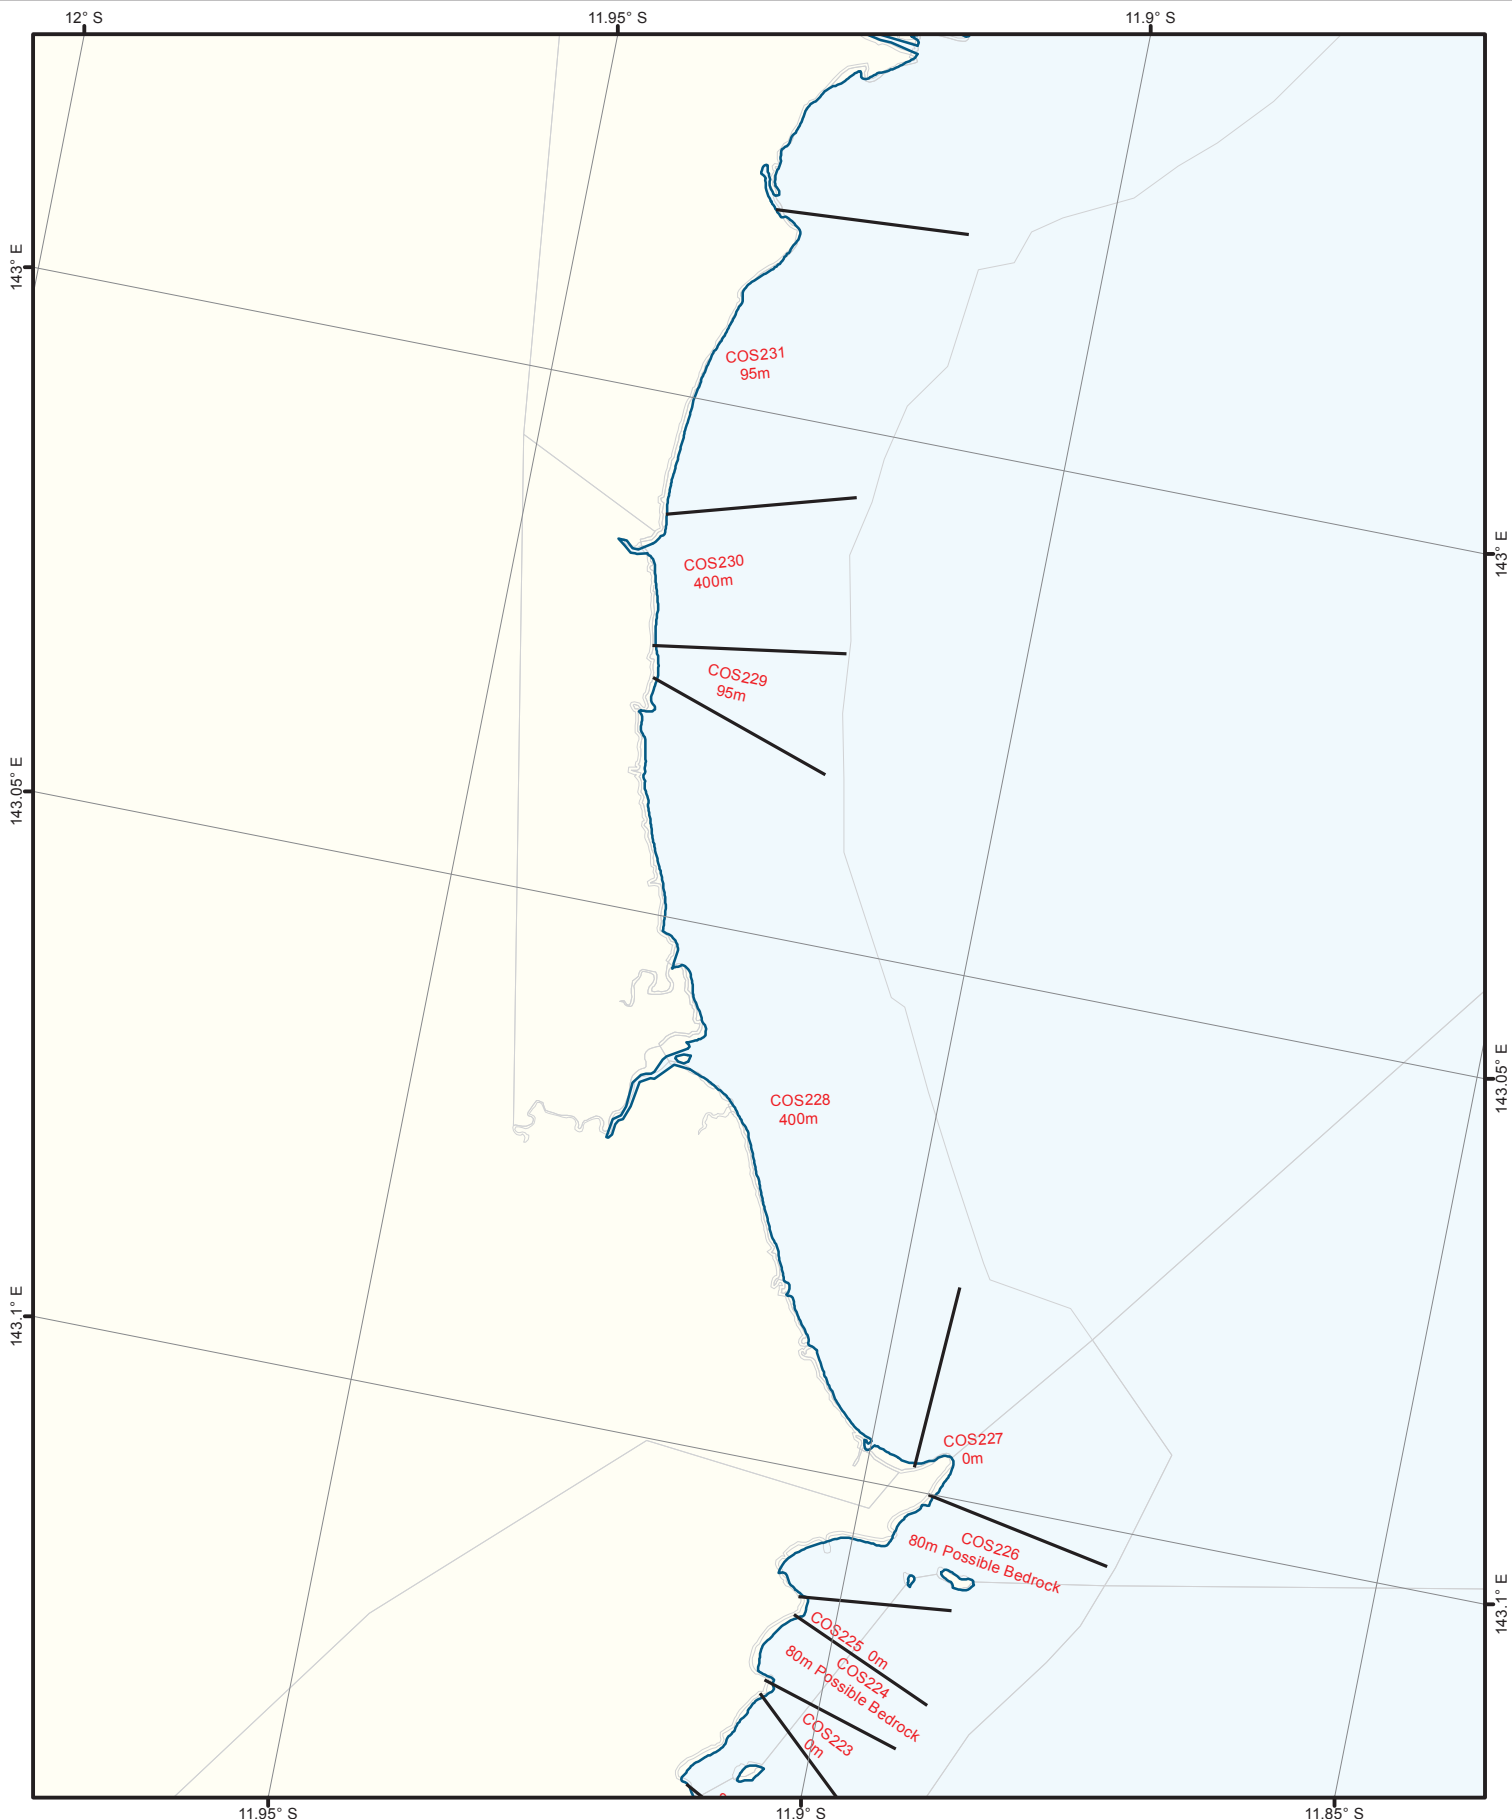 12° S
11.95° S
11.9° S
143° E
COS231
95m
COS230
400m
143° E
COS229
95m
143.05° E
143.05° E
COS228
400m
143.1° E
COS227
0m
COS226
80m Possible Bedrock
143.1° E
COS225 0m
COS224
80m Possible Bedrock
COS223
0m
11.95° S
11.9° S
11.85° S